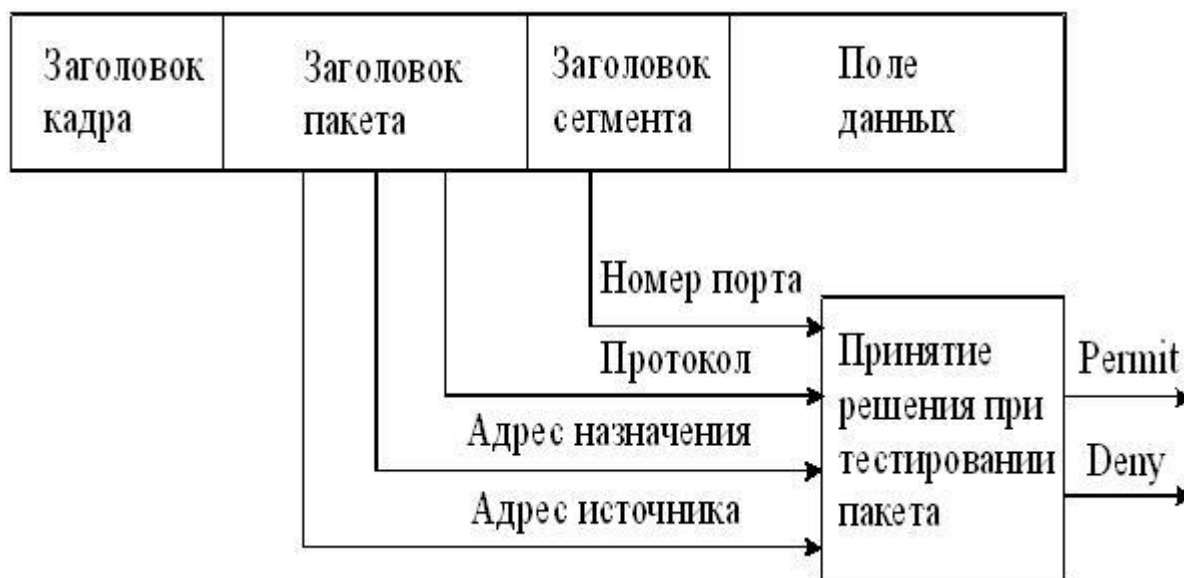 Заголовок
кадра
Заголовок
пакета
Заголовок
сегмента
Поле
данных
Номер порта
Протокол
Адрес назначения
Адрес источника
Принятие
решения при
тестировании
пакета
Permit
Deny